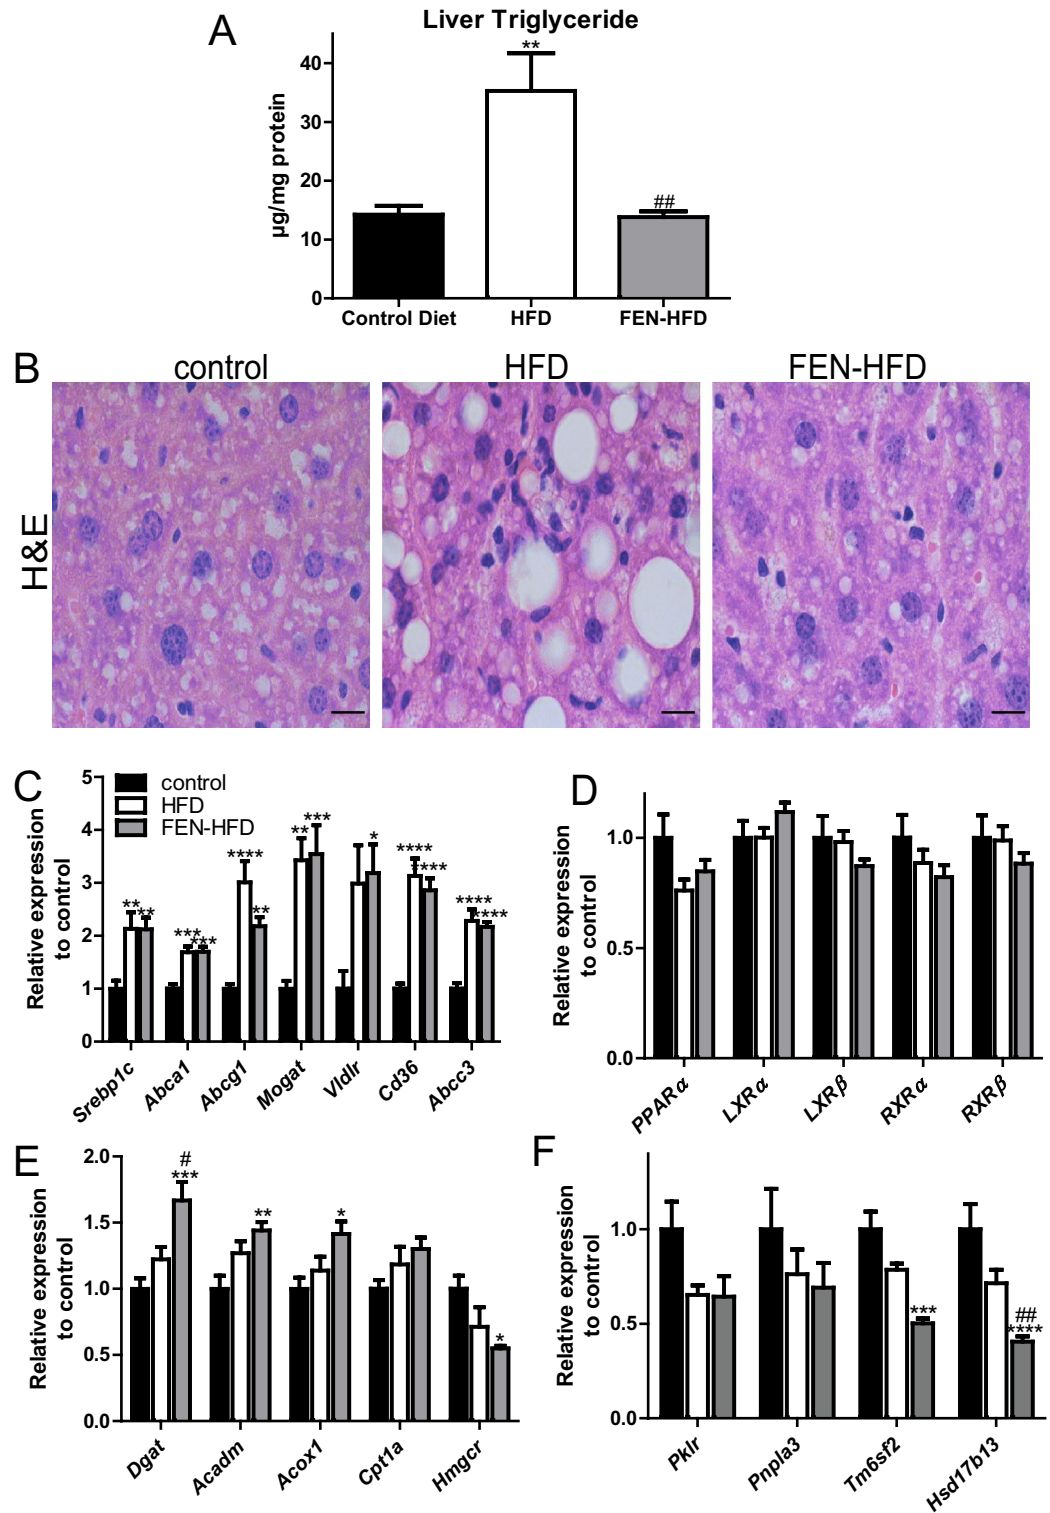 A
Liver Triglyceride
µg/mg protein
40
30
20
10
0
**
##
Control Diet HFD FEN-HFD
B
control HFD FEN-HFD
H&E
C
control
HFD
FEN-HFD
Relative expression
to control
5
4
3
2
1
0
** **
*** ***
**** **
** ***
*
**** ****
**** ****
Srebp1c Abca1 Abcg1 Mogat Vldlr Cd36 Abcc3
D
Relative expression
to control
1.0
0.5
0.0
PPARα LXRα LXRβ RXRα RXRβ
E
Relative expression
to control
2.0
1.5
1.0
0.5
0.0
#
***
**
*
*
Dgat Acadm Acox1 Cpt1a Hmgcr
F
Relative expression
to control
1.0
0.5
0.0
***
##
****
Pklr Pnpla3 Tm6sf2 Hsd17b13